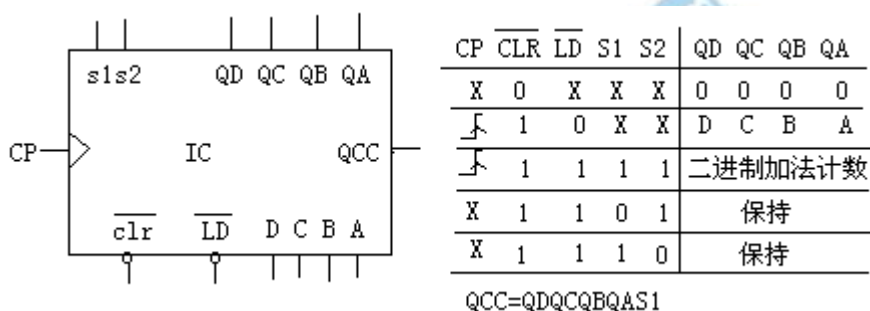 s1s2 QD QC QB QA
CP IC QCC
clr LD D C B A
CP CLR LD S1 S2 QD QC QB QA
X 0 X X X 0 0 0 0
1 0 X X D C B A
1 1 1 1 二进制加法计数
X 1 1 0 1 保持
X 1 1 1 0 保持
QCC=QDQCQBQAS1